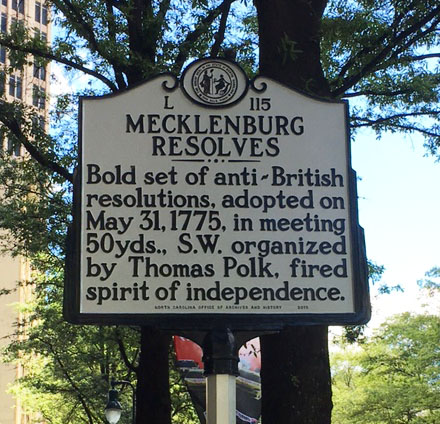 L 115
MECKLENBURG
RESOLVES
Bold set of anti-British
resolutions, adopted on
May 31, 1775, in meeting
50yds., S.W. organized
by Thomas Polk, fired
spirit of independence.
NORTH CAROLINA OFFICE OF ARCHIVES AND HISTORY